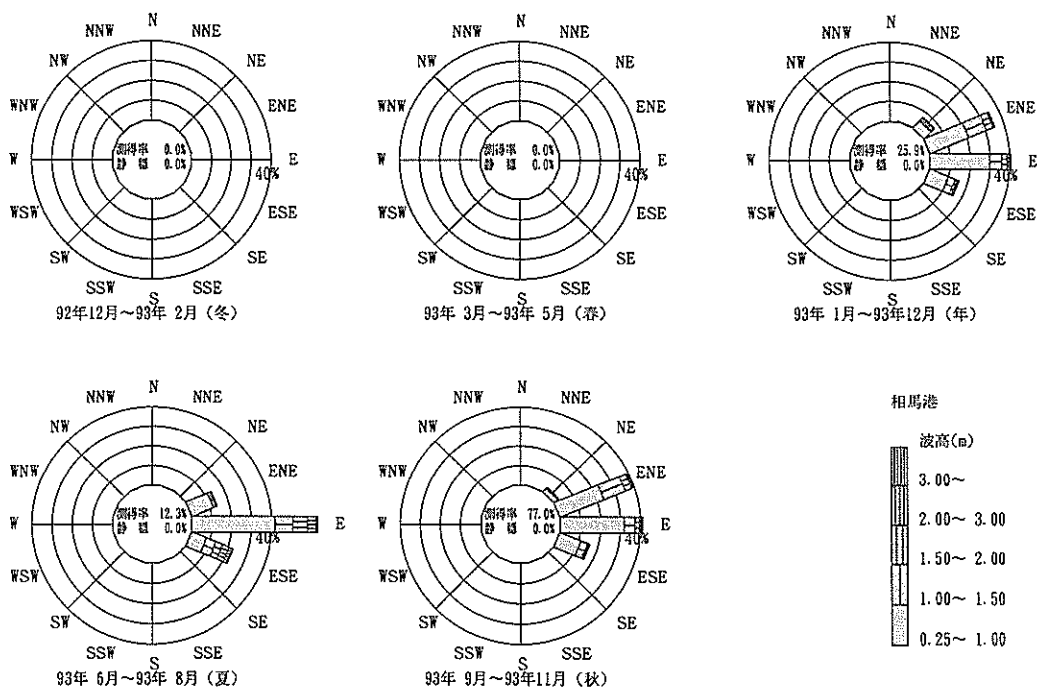 N
NNW NNE
NW NE
WNW ENE
測得率 0.0%
静 穏 0.0%
W E
40%
WSW ESE
SW SE
SSW SSE
S
92年12月～93年 2月 (冬)
N
NNW NNE
NW NE
WNW ENE
測得率 0.0%
静 穏 0.0%
W E
40%
WSW ESE
SW SE
SSW SSE
S
93年 3月～93年 5月 (春)
N
NNW NNE
NW NE
WNW ENE
測得率 25.9%
静 穏 0.0%
W E
40%
WSW ESE
SW SE
SSW SSE
S
93年 1月～93年12月 (年)
N
NNW NNE
NW NE
WNW ENE
測得率 12.3%
静 穏 0.0%
W E
40%
WSW ESE
SW SE
SSW SSE
S
93年 6月～93年 8月 (夏)
N
NNW NNE
NW NE
WNW ENE
測得率 77.0%
静 穏 0.0%
W E
40%
WSW ESE
SW SE
SSW SSE
S
93年 9月～93年11月 (秋)
相馬港
波高(m)
3.00～
2.00～ 3.00
1.50～ 2.00
1.00～ 1.50
0.25～ 1.00